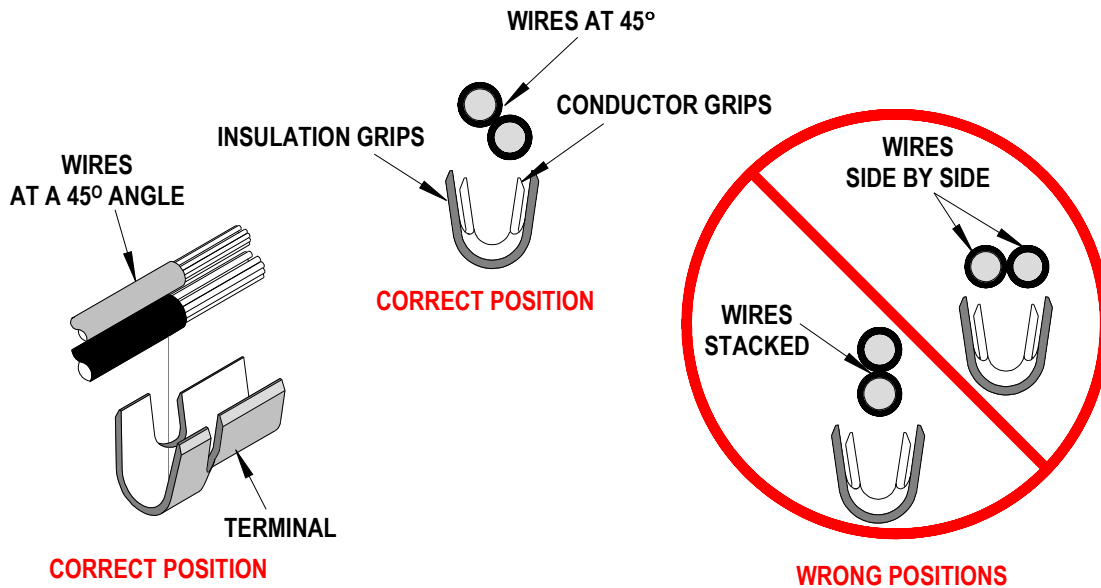 WIRES AT 45°
CONDUCTOR GRIPS
INSULATION GRIPS
WIRES
AT A 45° ANGLE
CORRECT POSITION
TERMINAL
CORRECT POSITION
WIRES
SIDE BY SIDE
WIRES
STACKED
WRONG POSITIONS